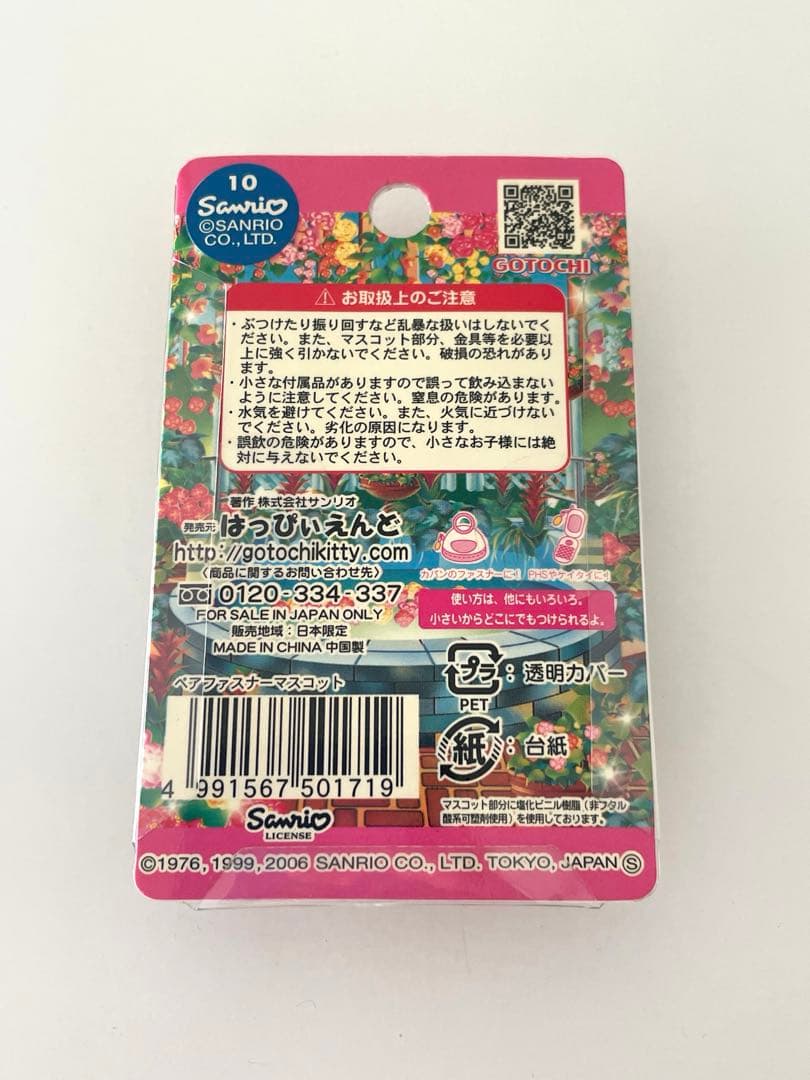 10
Sanrio
©SANRIO
CO.,LTD.
GOTOCHI
⚠ お取扱上のご注意
・ぶつけたり振り回すなど乱暴な扱いはしないでく
ださい。また、マスコット部分、金具等を必要以
上に強く引かないでください。破損の恐れがあり
ます。
・小さな付属品がありますので誤って飲み込まない
ように注意してください。窒息の危険があります。
・水気を避けてください。また、火気に近づけない
でください。劣化の原因になります。
・誤飲の危険がありますので、小さなお子様には絶
対に与えないでください。
著作 株式会社サンリオ
発売元 はっぴぃえんど
http://gotochikitty.com
〈商品に関するお問い合わせ先〉
0120-334-337
FOR SALE IN JAPAN ONLY
販売地域：日本限定
MADE IN CHINA 中国製
カバンのファスナーに！
PHSやケイタイに！
使い方は、他にもいろいろ。
小さいからどこにでもつけられるよ。
ペアファスナーマスコット
プラ：透明カバー
PET
紙：台紙
4 991567 501719
マスコット部分に塩化ビニル樹脂（非フタル
酸系可塑剤使用）を使用しております。
Sanrio
LICENSE
©1976, 1999, 2006 SANRIO CO., LTD. TOKYO, JAPAN Ⓢ